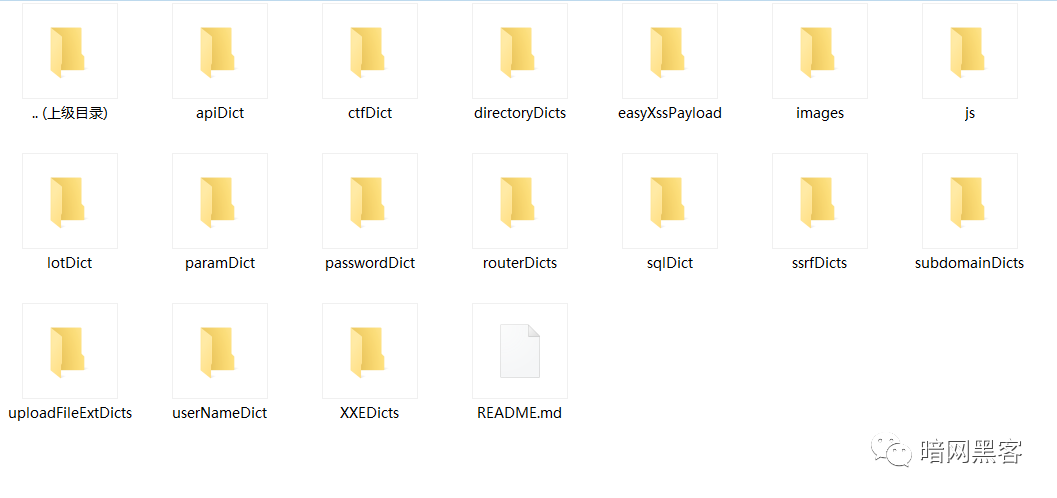 .. (上级目录)
apiDict
ctfDict
directoryDicts
easyXssPayload
images
js
lotDict
paramDict
passwordDict
routerDicts
sqlDict
ssrfDicts
subdomainDicts
uploadFileExtDicts
userNameDict
XXEDicts
README.md
暗网黑客